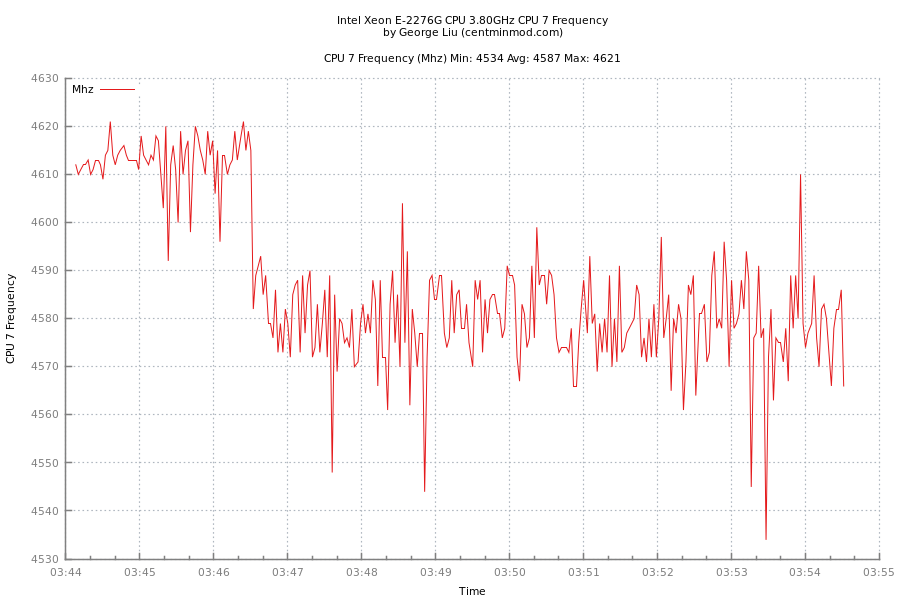 Intel Xeon E-2276G CPU 3.80GHz CPU 7 Frequency
by George Liu (centminmod.com)
CPU 7 Frequency (Mhz) Min: 4534 Avg: 4587 Max: 4621
Mhz
4630
4620
4610
4600
4590
4580
4570
4560
4550
4540
4530
CPU 7 Frequency
03:44 03:45 03:46 03:47 03:48 03:49 03:50 03:51 03:52 03:53 03:54 03:55
Time